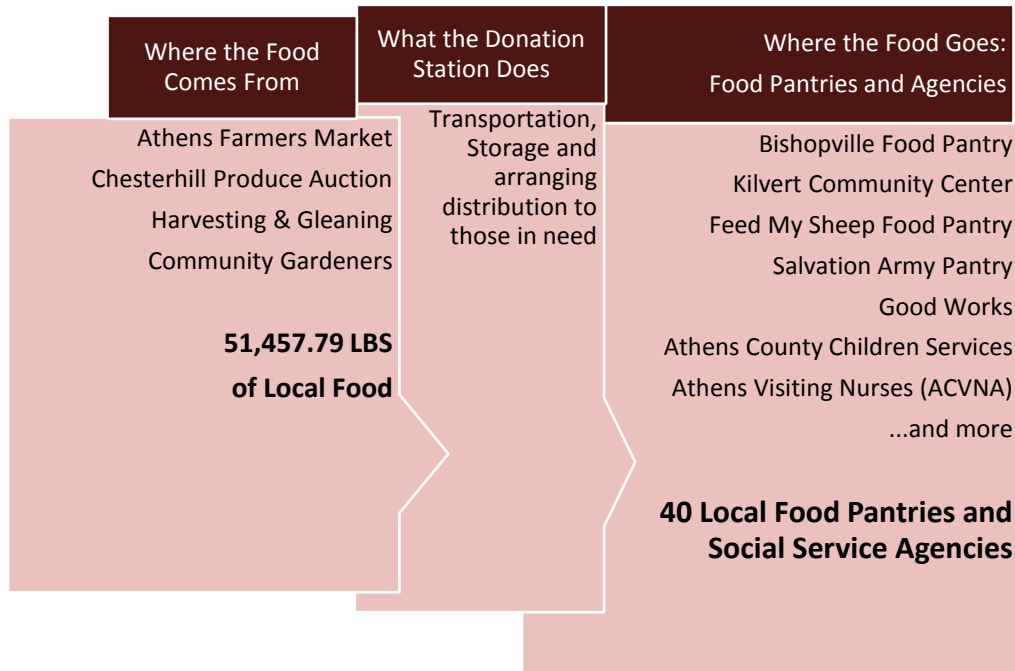 Where the Food
Comes From
Athens Farmers Market
Chesterhill Produce Auction
Harvesting & Gleaning
Community Gardeners
51,457.79 LBS
of Local Food
What the Donation
Station Does
Transportation,
Storage and
arranging
distribution to
those in need
Where the Food Goes:
Food Pantries and Agencies
Bishopville Food Pantry
Kilvert Community Center
Feed My Sheep Food Pantry
Salvation Army Pantry
Good Works
Athens County Children Services
Athens Visiting Nurses (ACVNA)
...and more
40 Local Food Pantries and
Social Service Agencies